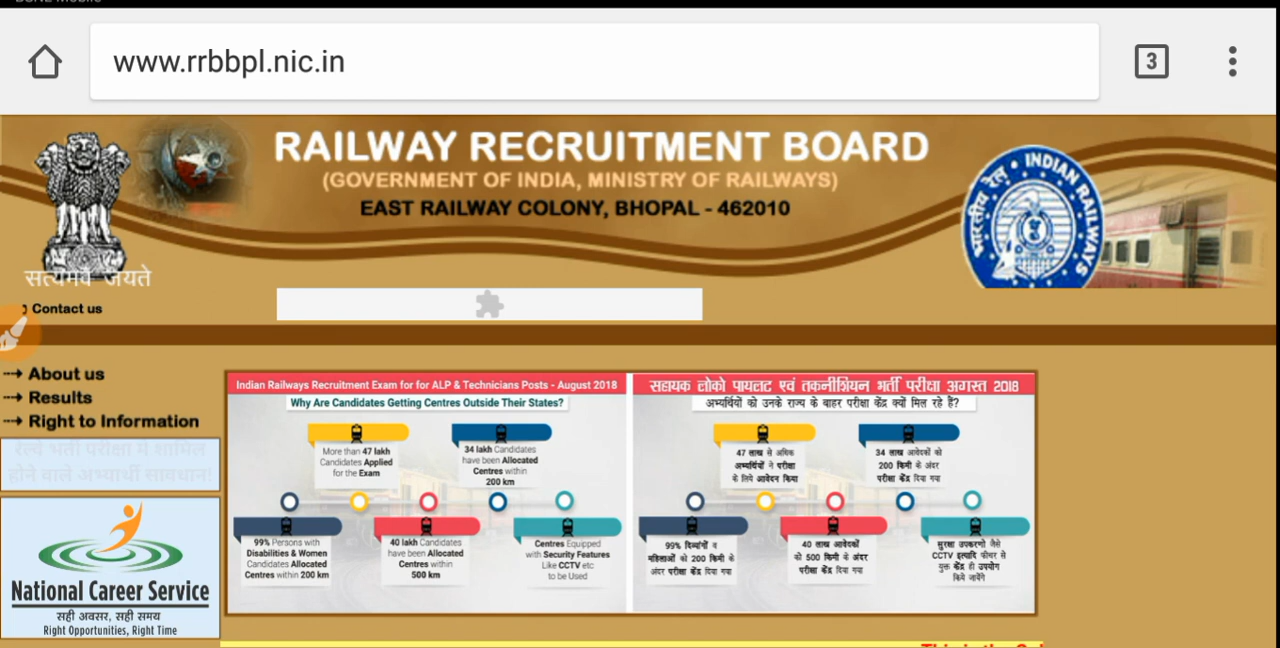 www.rrbbpl.nic.in
3
RAILWAY RECRUITMENT BOARD
(GOVERNMENT OF INDIA, MINISTRY OF RAILWAYS)
EAST RAILWAY COLONY, BHOPAL - 462010
भारतीय रेल • INDIAN RAILWAYS
सत्यमेव जयते
Contact us
About us
Results
Right to Information
रेल्वे भर्ती परीक्षा में शामिल
होने वाले अभ्यार्थी सावधान!
National Career Service
सही अवसर, सही समय
Right Opportunities, Right Time
Indian Railways Recruitment Exam for for ALP & Technicians Posts - August 2018
Why Are Candidates Getting Centres Outside Their States?
More than 47 lakh
Candidates Applied
for the Exam
34 lakh Candidates
have been Allocated
Centres within
200 km
99% Persons with
Disabilities & Women
Candidates Allocated
Centres within 200 km
40 lakh Candidates
have been Allocated
Centres within
500 km
Centres Equipped
with Security Features
Like CCTV etc
to be Used
सहायक लोको पायलट एवं तकनीशियन भर्ती परीक्षा अगस्त 2018
अभ्यर्थियों को उनके राज्य के बाहर परीक्षा केंद्र क्यों मिल रहे हैं?
47 लाख से अधिक
अभ्यर्थियों ने परीक्षा
के लिये आवेदन किया
34 लाख आवेदकों को
200 किमी के अंदर
परीक्षा केंद्र दिया गया
99% दिव्यांगों व
महिलाओं को 200 किमी के
अंदर परीक्षा केंद्र दिया गया
40 लाख आवेदकों
को 500 किमी के अंदर
परीक्षा केंद्र दिया गया
सुरक्षा उपकरणों जैसे
CCTV इत्यादि फीचर से
युक्त केंद्र ही उपयोग
किये जायेंगे